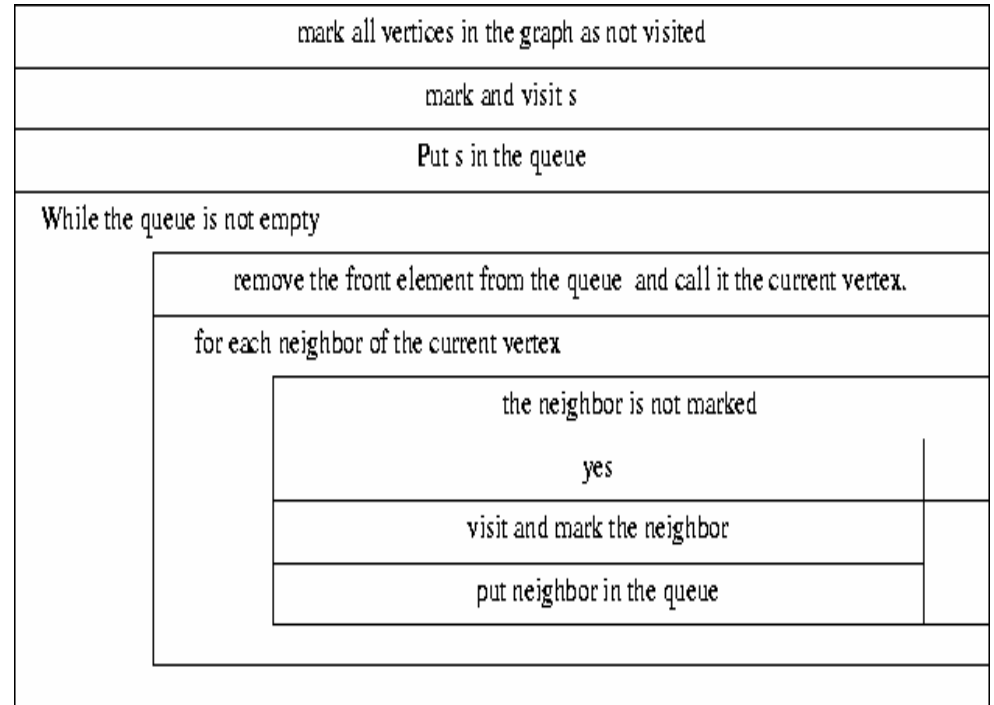 mark all vertices in the graph as not visited
mark and visit s
Put s in the queue
While the queue is not empty
remove the front element from the queue and call it the current vertex.
for each neighbor of the current vertex
the neighbor is not marked
yes
visit and mark the neighbor
put neighbor in the queue